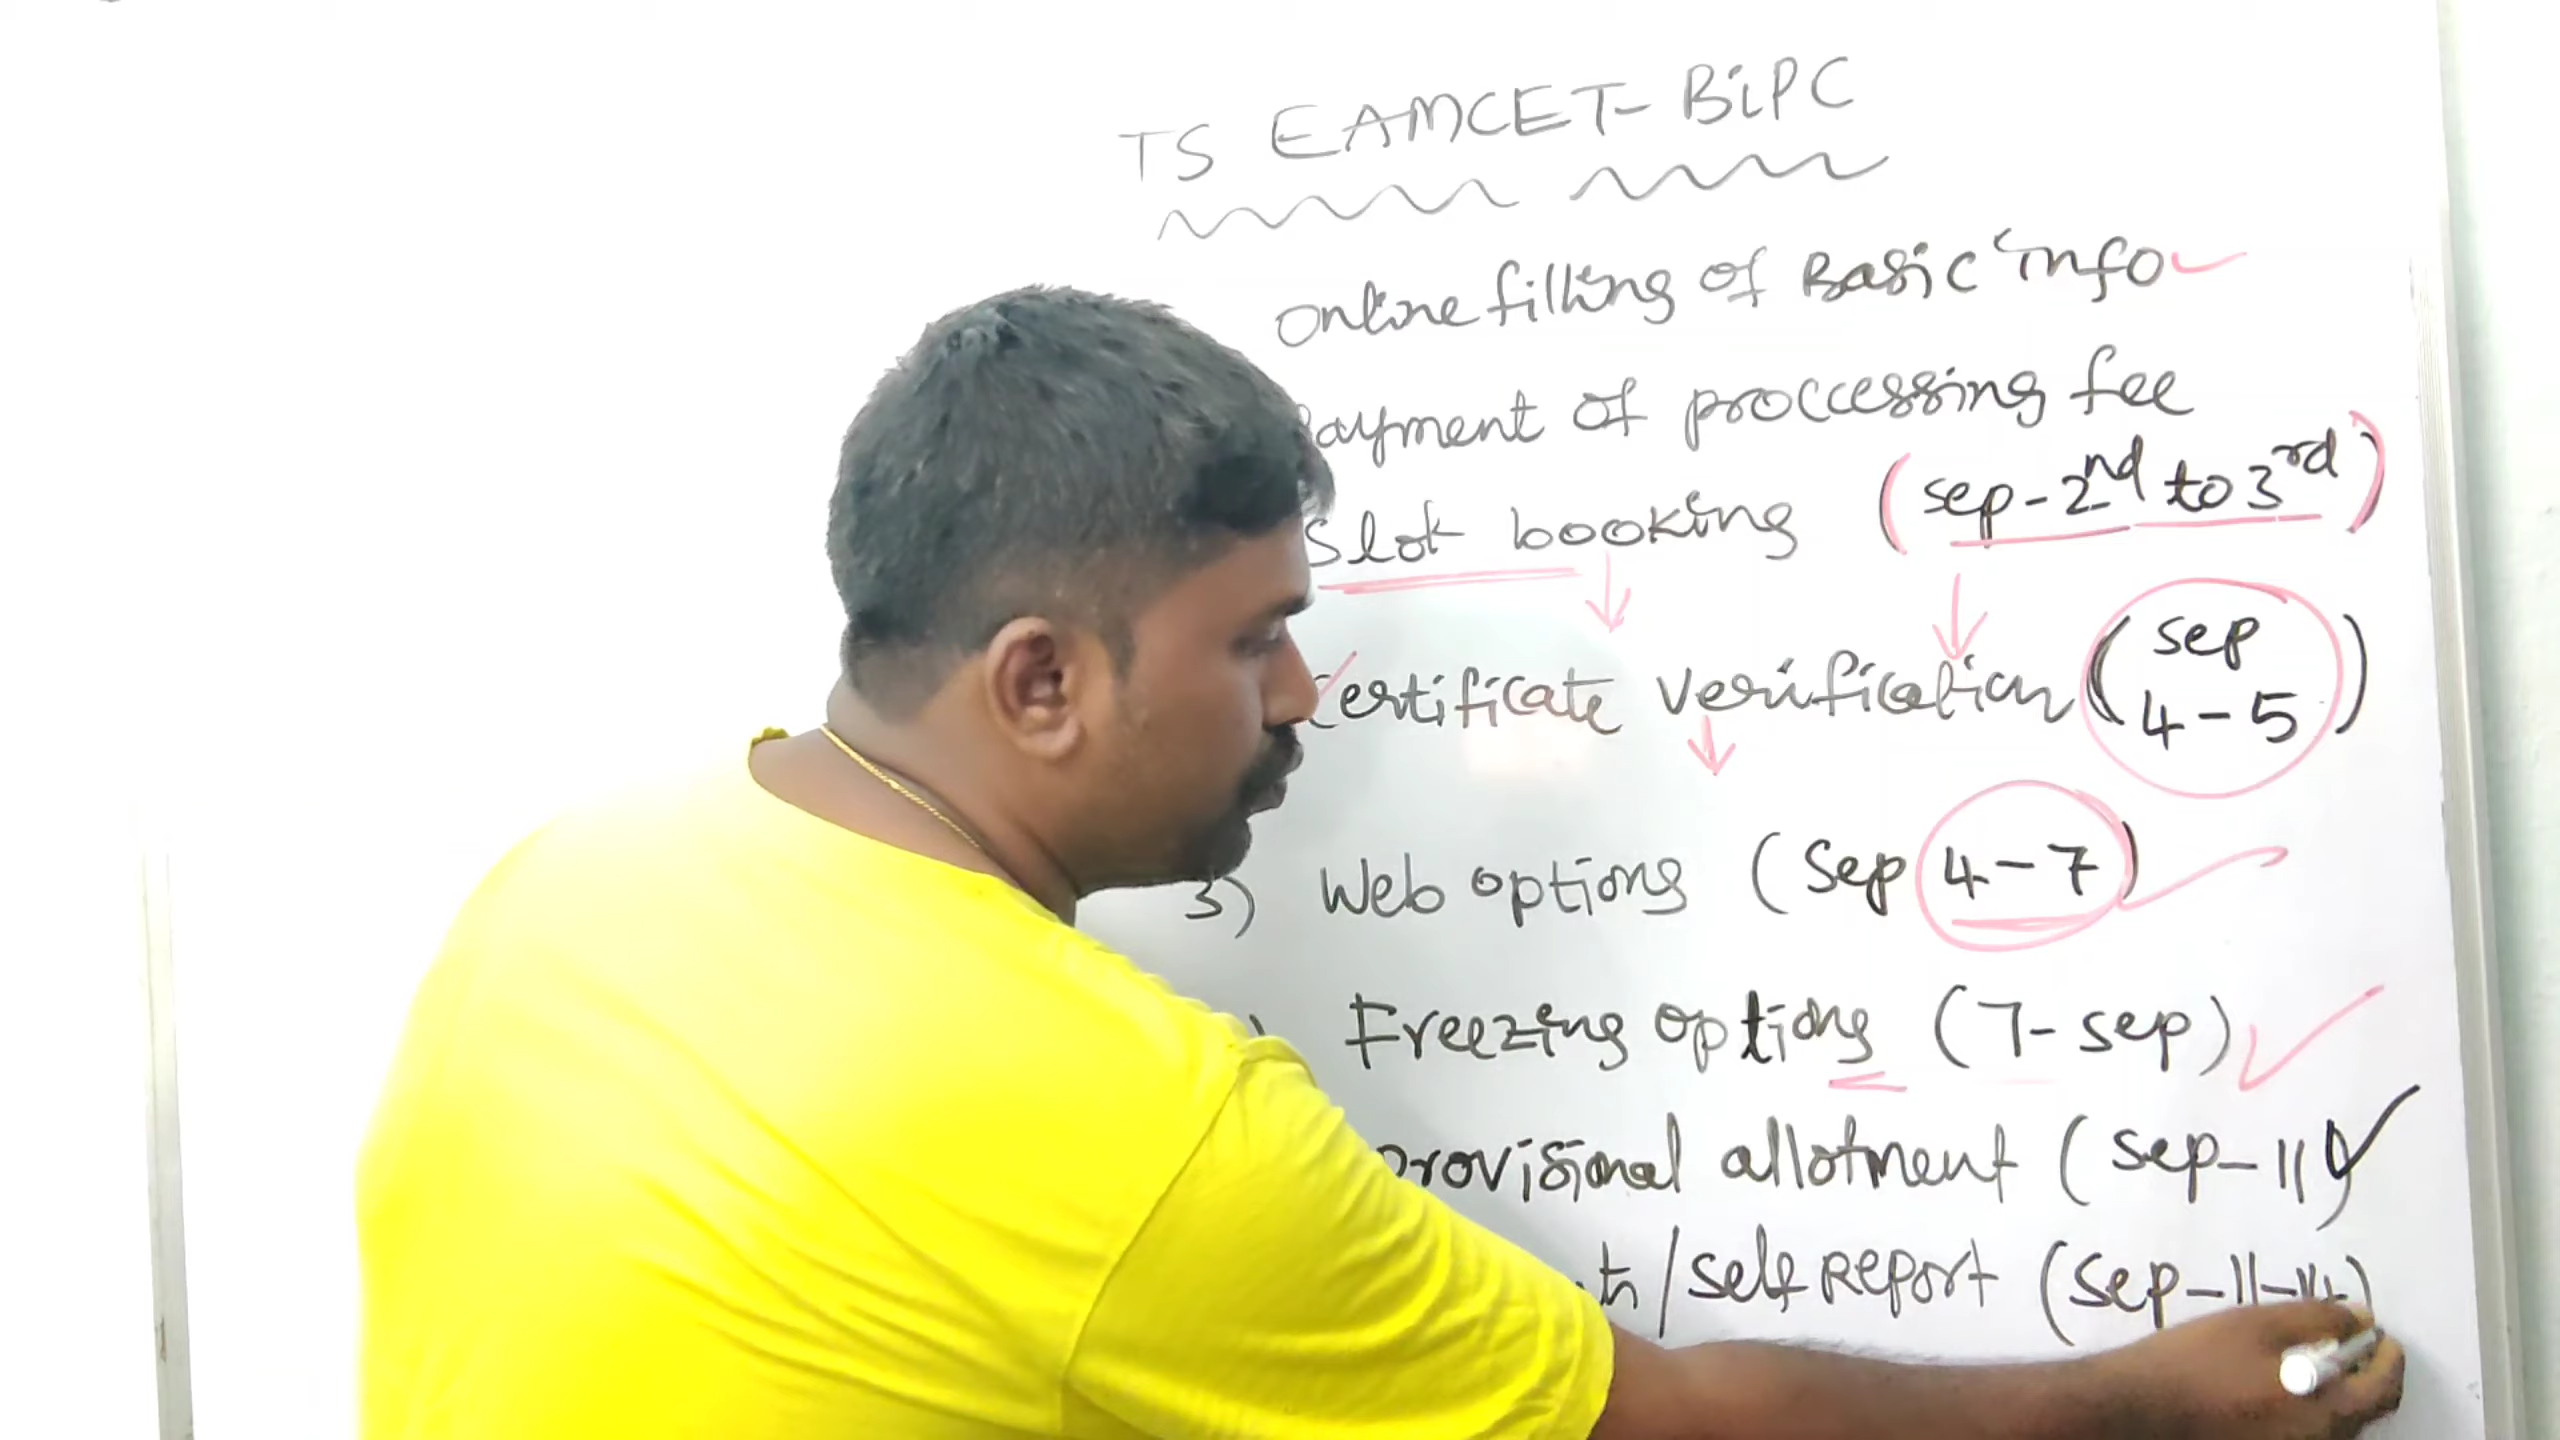 TS EAMCET-BiPC
Online filling of Basic info
Payment of proccessing fee
Slot booking (sep-2nd to 3rd)
Certificate verification (sep 4-5)
3) Web options (Sep 4-7)
Freezing options (7-sep)
provisional allotment (sep-11)
/self REPORT (sep-11-14)